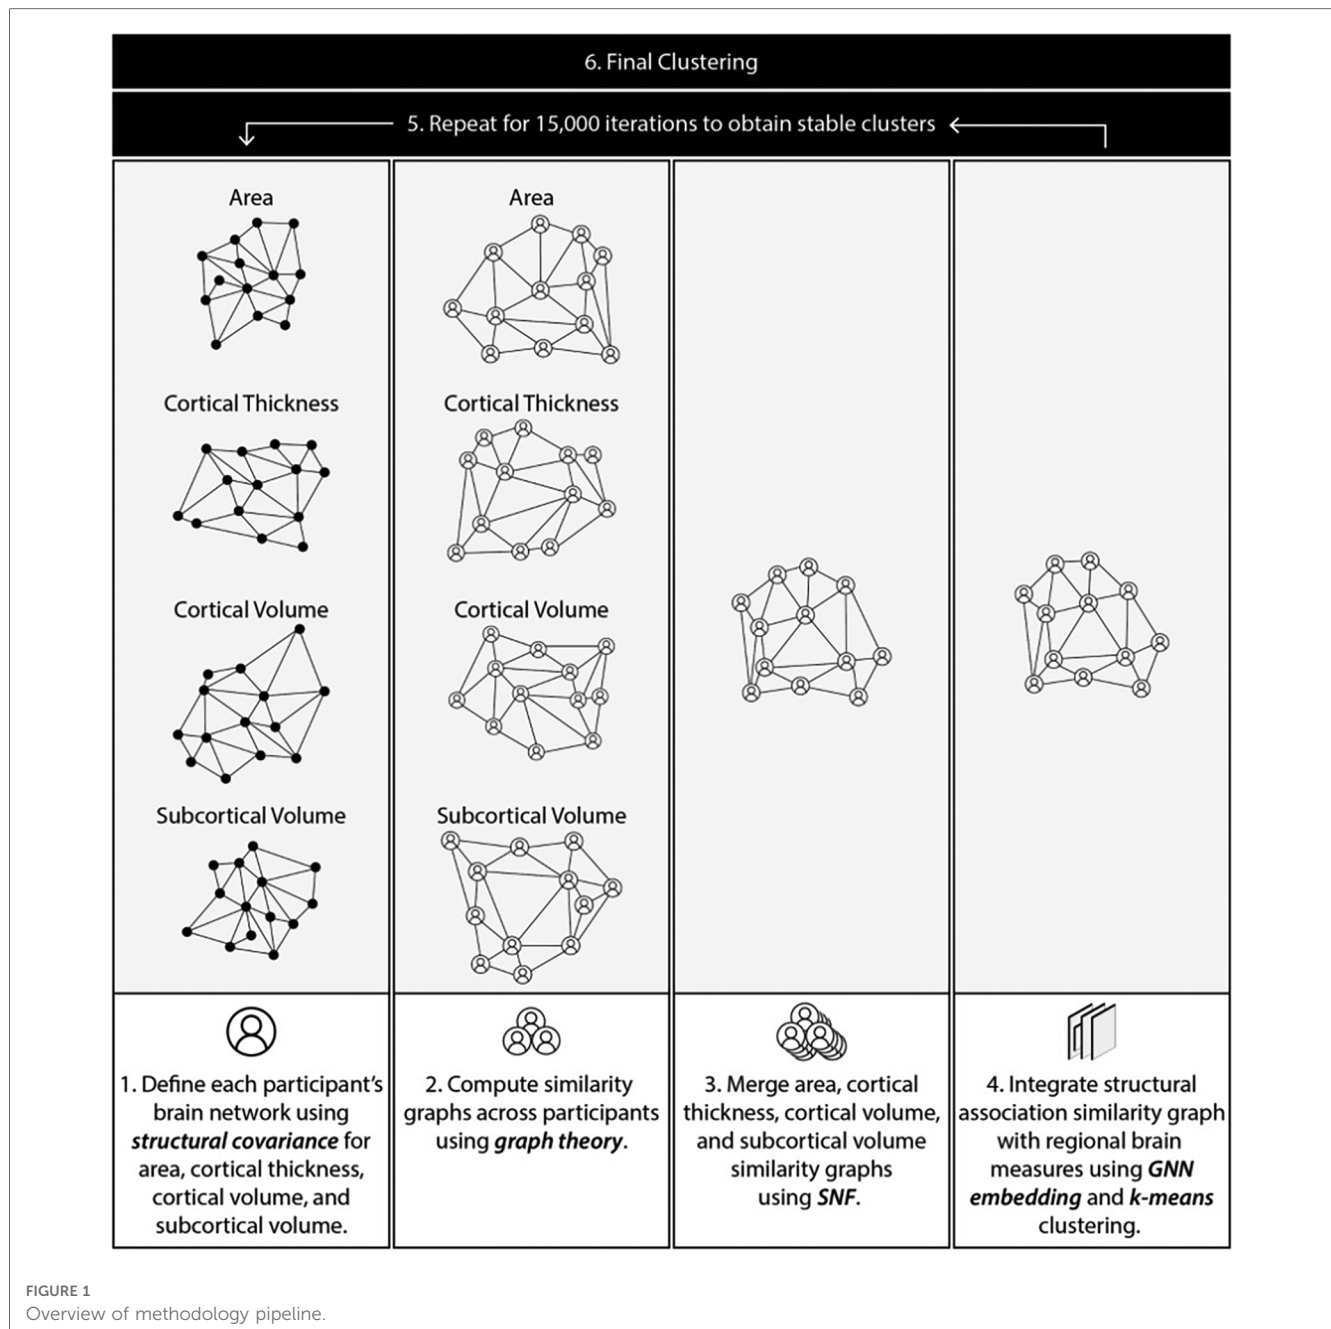 6. Final Clustering
5. Repeat for 15,000 iterations to obtain stable clusters
Area
Cortical Thickness
Cortical Volume
Subcortical Volume
Area
Cortical Thickness
Cortical Volume
Subcortical Volume
1. Define each participant's
brain network using
structural covariance for
area, cortical thickness,
cortical volume, and
subcortical volume.
2. Compute similarity
graphs across participants
using graph theory.
3. Merge area, cortical
thickness, cortical volume,
and subcortical volume
similarity graphs
using SNF.
4. Integrate structural
association similarity graph
with regional brain
measures using GNN
embedding and k-means
clustering.
FIGURE 1
Overview of methodology pipeline.